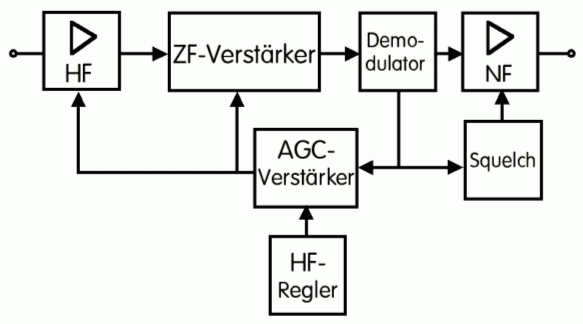 HF
ZF-Verstärker
Demo-
dulator
NF
AGC-
Verstärker
Squelch
HF-
Regler